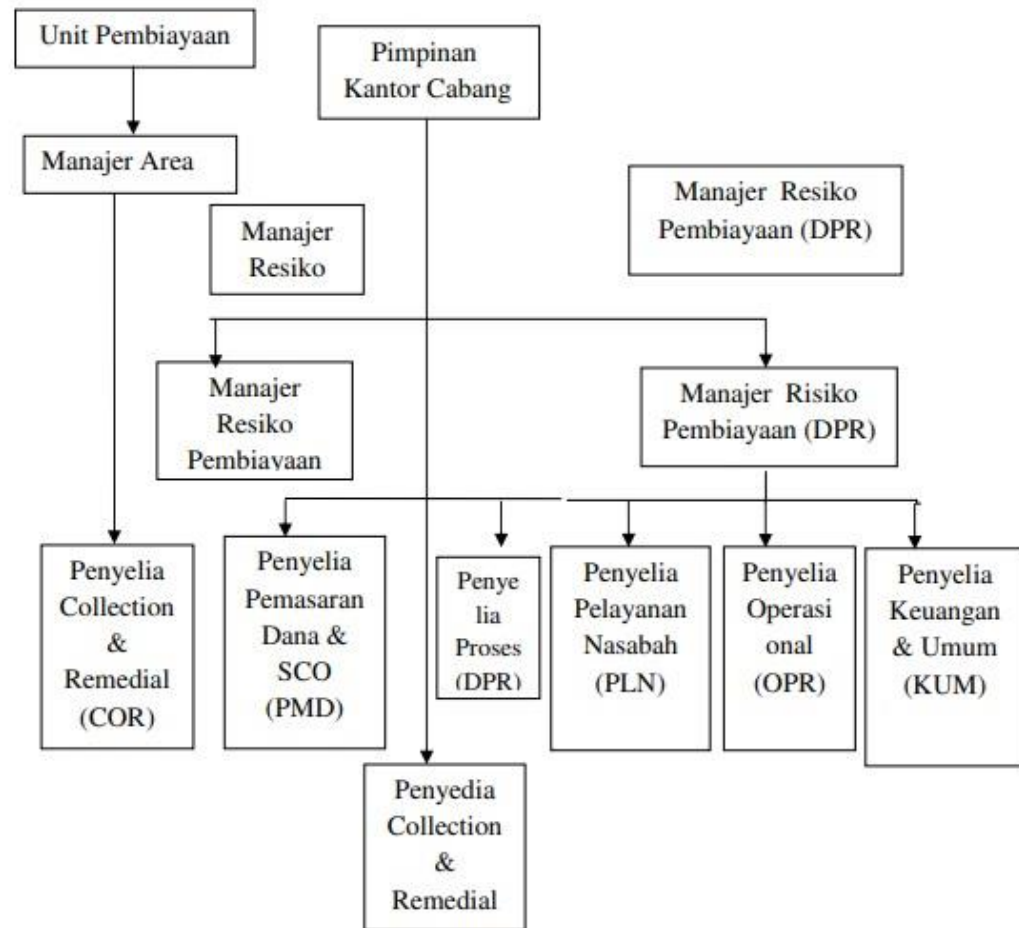 Unit Pembiayaan
Pimpinan
Kantor Cabang
Manajer Area
Manajer Resiko
Pembiayaan (DPR)
Manajer
Resiko
Manajer
Resiko
Pembiayaan
Manajer Risiko
Pembiayaan (DPR)
Penyelia
Collection
&
Remedial
(COR)
Penyelia
Pemasaran
Dana &
SCO
(PMD)
Penye
lia
Proses
(DPR)
Penyelia
Pelayanan
Nasabah
(PLN)
Penyelia
Operasi
onal
(OPR)
Penyelia
Keuangan
& Umum
(KUM)
Penyedia
Collection
&
Remedial